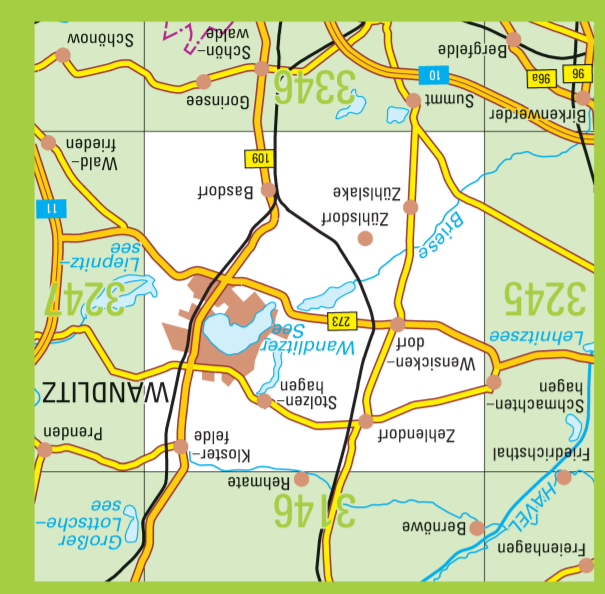 Freienhagen
Bernöwe
HAVEL
Großer
Lottsche-
see
3146
Rehmate
Friedrichsthal
Kloster-
felde
Prenden
Zehlendorf
Schmachten-
hagen
Stolzen-
hagen
WANDLITZ
Wensicken-
dorf
Wandlitzer
See
Lehnitzsee
273
3245
3247
Liepnitz-
see
Briese
11
Zühlsdorf
Zühlslake
Basdorf
Wald-
frieden
109
Birkenwerder
Summt
3346
Gorinsee
96
96a
10
Bergfelde
Schön-
walde
Schönow